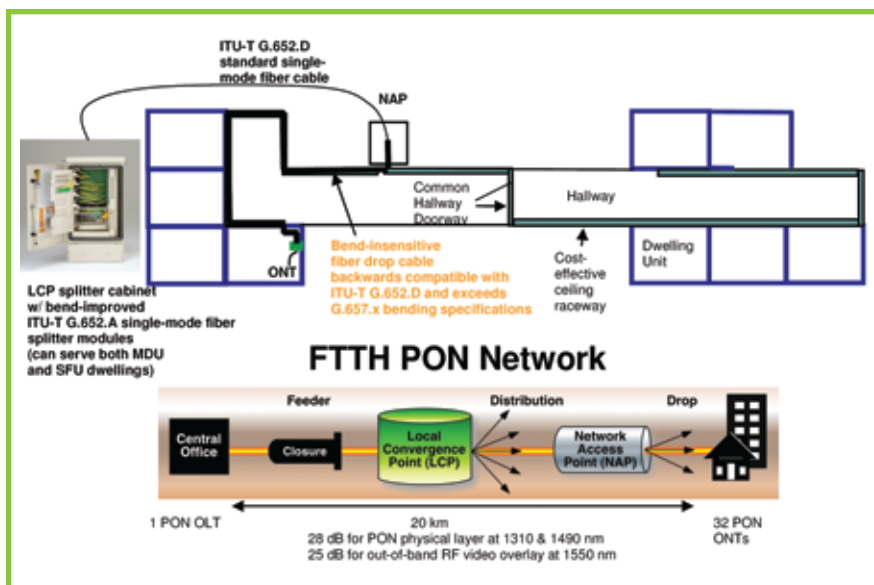 ITU-T G.652.D
standard single-
mode fiber cable
NAP
Common
Hallway
Doorway
Hallway
ONT
Bend-insensitive
fiber drop cable
backwards compatible with
ITU-T G.652.D and exceeds
G.657.x bending specifications
Cost-
effective
ceiling
raceway
Dwelling
Unit
LCP splitter cabinet
w/ bend-improved
ITU-T G.652.A single-mode fiber
splitter modules
(can serve both MDU
and SFU dwellings)
FTTH PON Network
Feeder
Distribution
Drop
Central
Office
Closure
Local
Convergence
Point (LCP)
Network
Access
Point (NAP)
1 PON OLT
20 km
28 dB for PON physical layer at 1310 & 1490 nm
25 dB for out-of-band RF video overlay at 1550 nm
32 PON
ONTs